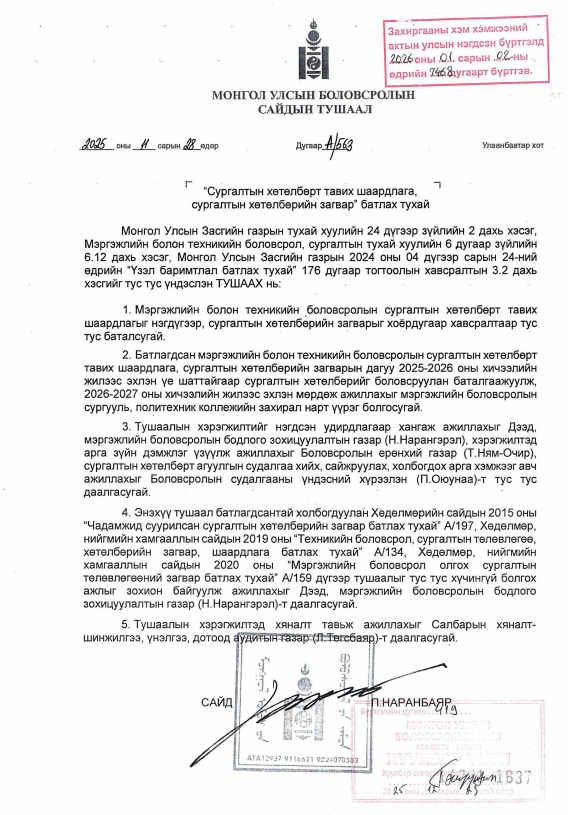 Захиргааны хэм хэмжээний
актын улсын нэгдсэн бүртгэлд
2026 оны 01 сарын 02-ны
өдрийн 7468 дугаарт бүртгэв.
МОНГОЛ УЛСЫН БОЛОВСРОЛЫН
САЙДЫН ТУШААЛ
2025 оны 11 сарын 28 өдөр Дугаар А/563 Улаанбаатар хот
“Сургалтын хөтөлбөрт тавих шаардлага,
сургалтын хөтөлбөрийн загвар” батлах тухай
Монгол Улсын Засгийн газрын тухай хуулийн 24 дүгээр зүйлийн 2 дахь хэсэг,
Мэргэжлийн болон техникийн боловсрол, сургалтын тухай хуулийн 6 дугаар зүйлийн
6.12 дахь хэсэг, Монгол Улсын Засгийн газрын 2024 оны 04 дүгээр сарын 24-ний
өдрийн “Үзэл баримтлал батлах тухай” 176 дугаар тогтоолын хавсралтын 3.2 дахь
хэсгийг тус тус үндэслэн ТУШААХ нь:
1. Мэргэжлийн болон техникийн боловсролын сургалтын хөтөлбөрт тавих
шаардлагыг нэгдүгээр, сургалтын хөтөлбөрийн загварыг хоёрдугаар хавсралтаар тус
тус баталсугай.
2. Батлагдсан мэргэжлийн болон техникийн боловсролын сургалтын хөтөлбөрт
тавих шаардлага, сургалтын хөтөлбөрийн загварын дагуу 2025-2026 оны хичээлийн
жилээс эхлэн үе шаттайгаар сургалтын хөтөлбөрийг боловсруулан баталгаажуулж,
2026-2027 оны хичээлийн жилээс эхлэн мөрдөж ажиллахыг мэргэжлийн боловсролын
сургууль, политехник коллежийн захирал нарт үүрэг болгосугай.
3. Тушаалын хэрэгжилтийг нэгдсэн удирдлагаар хангаж ажиллахыг Дээд,
мэргэжлийн боловсролын бодлого зохицуулалтын газар (Н.Нарангэрэл), хэрэгжилтэд
арга зүйн дэмжлэг үзүүлж ажиллахыг Боловсролын ерөнхий газар (Т.Ням-Очир),
сургалтын хөтөлбөрт агуулгын судалгаа хийх, сайжруулах, холбогдох арга хэмжээг авч
ажиллахыг Боловсролын судалгааны үндэсний хүрээлэн (П.Оюунаа)-т тус тус
даалгасугай.
4. Энэхүү тушаал батлагдсантай холбогдуулан Хөдөлмөрийн сайдын 2015 оны
“Чадамжид суурилсан сургалтын хөтөлбөрийн загвар батлах тухай” А/197, Хөдөлмөр,
нийгмийн хамгааллын сайдын 2019 оны “Техникийн боловсрол, сургалтын төлөвлөгөө,
хөтөлбөрийн загвар, шаардлага батлах тухай” А/134, Хөдөлмөр, нийгмийн
хамгааллын сайдын 2020 оны “Мэргэжлийн боловсрол олгох сургалтын
төлөвлөгөөний загвар батлах тухай” А/159 дүгээр тушаалыг тус тус хүчингүй болгох
ажлыг зохион байгуулж ажиллахыг Дээд, мэргэжлийн боловсролын бодлого
зохицуулалтын газар (Н.Нарангэрэл)-т даалгасугай.
5. Тушаалын хэрэгжилтэд хяналт тавьж ажиллахыг Салбарын хяналт-
шинжилгээ, үнэлгээ, дотоод аудитын газар (Л.Төгсбаяр)-т даалгасугай.
САЙД П.НАРАНБАЯР
АТА12937 9116621 9024070582
Бүртгэлийн дугаар 419
МОНГОЛ УЛСЫН
1837